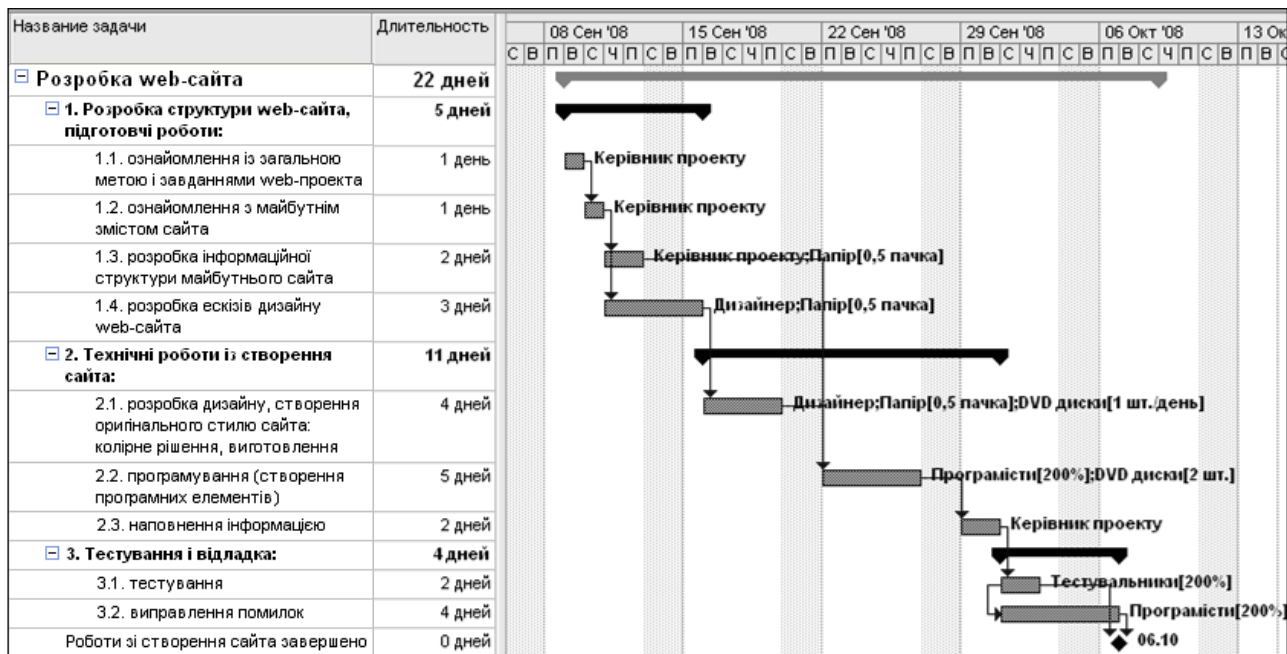 Название задачи Длительность 08 Сен '08 15 Сен '08 22 Сен '08 29 Сен '08 06 Окт '08 13 Ок
С В П В С Ч П С В П В С Ч П С В П В С Ч П С В П В С Ч П С В П В С Ч П С В П В С
Розробка web-сайта 22 дней
1. Розробка структури web-сайта, 5 дней
підготовчі роботи:
1.1. ознайомлення із загальною 1 день Керівник проекту
метою і завданнями web-проекта
1.2. ознайомлення з майбутнім 1 день Керівник проекту
змістом сайта
1.3. розробка інформаційної 2 дней Керівник проекту;Папір[0,5 пачка]
структури майбутнього сайта
1.4. розробка ескізів дизайну 3 дней Дизайнер;Папір[0,5 пачка]
web-сайта
2. Технічні роботи із створення 11 дней
сайта:
2.1. розробка дизайну, створення 4 дней Дизайнер;Папір[0,5 пачка];DVD диски[1 шт./день]
оригінального стилю сайта:
колірне рішення, виготовлення
2.2. програмування (створення 5 дней Програмісти[200%];DVD диски[2 шт.]
програмних елементів)
2.3. наповнення інформацією 2 дней Керівник проекту
3. Тестування і відладка: 4 дней
3.1. тестування 2 дней Тестувальники[200%]
3.2. виправлення помилок 4 дней Програмісти[200%]
Роботи зі створення сайта завершено 0 дней 06.10